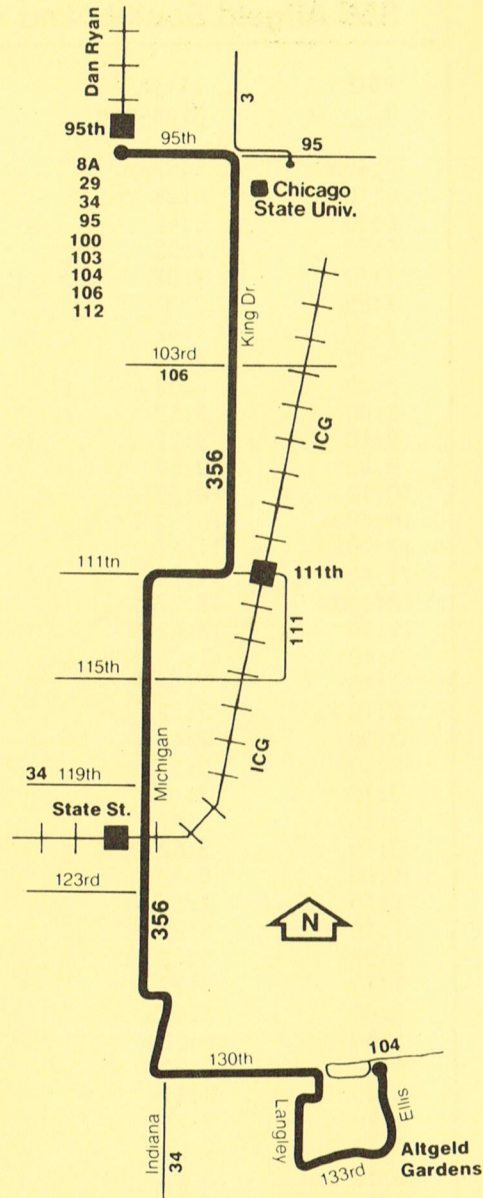 Dan Ryan
3
95th
95th
95
8A
29
34
95
100
103
104
106
112
Chicago
State Univ.
King Dr.
103rd
106
ICG
356
111tn
111th
111
115th
Michigan
ICG
34 119th
State St.
123rd
356
N
104
130th
Indiana
34
Langley
Ellis
133rd
Altgeld
Gardens